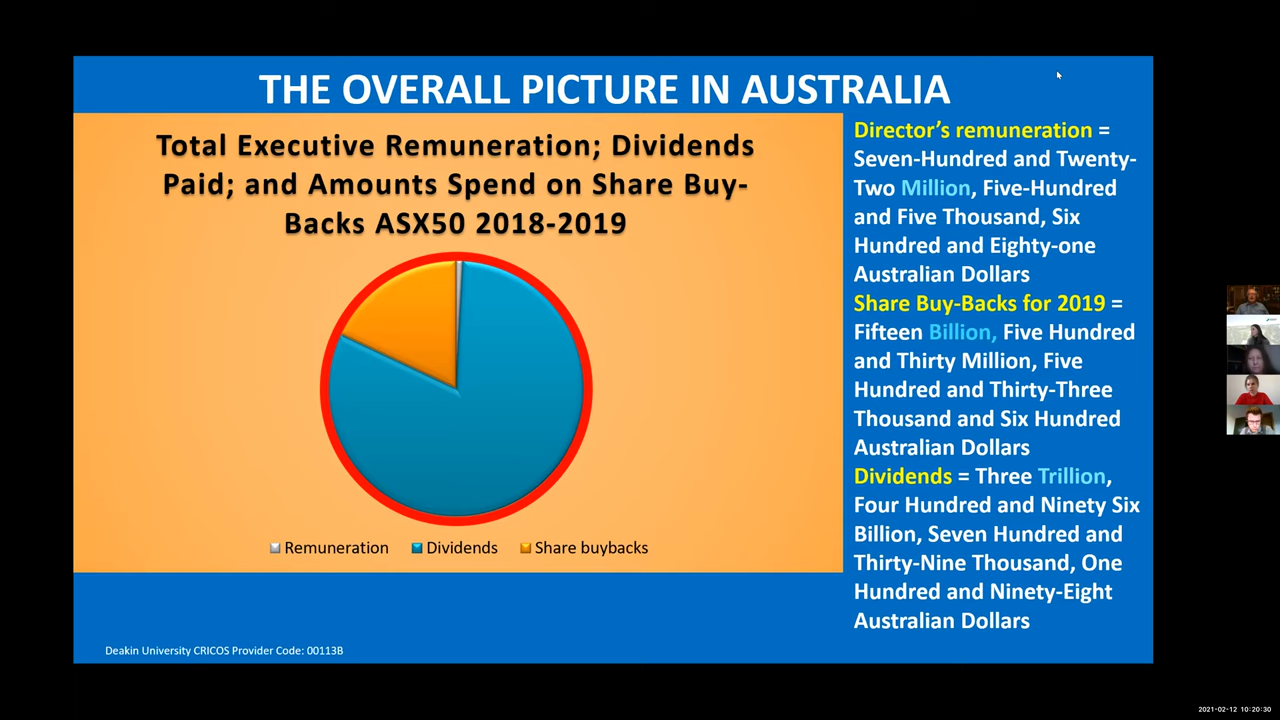 THE OVERALL PICTURE IN AUSTRALIA
Total Executive Remuneration; Dividends
Paid; and Amounts Spend on Share Buy-
Backs ASX50 2018-2019
Remuneration
Dividends
Share buybacks
Director’s remuneration =
Seven-Hundred and Twenty-
Two Million, Five-Hundred
and Five Thousand, Six
Hundred and Eighty-one
Australian Dollars
Share Buy-Backs for 2019 =
Fifteen Billion, Five Hundred
and Thirty Million, Five
Hundred and Thirty-Three
Thousand and Six Hundred
Australian Dollars
Dividends = Three Trillion,
Four Hundred and Ninety Six
Billion, Seven Hundred and
Thirty-Nine Thousand, One
Hundred and Ninety-Eight
Australian Dollars
Deakin University CRICOS Provider Code: 00113B
2021-02-12 10:20:30